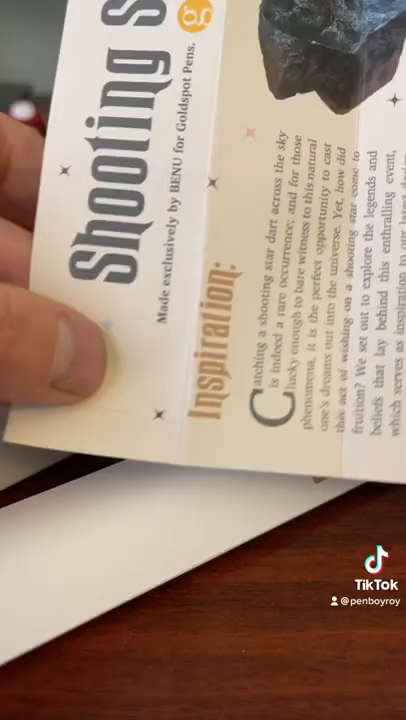 Shooting S
g
Made exclusively by BENU for Goldspot Pens.
Inspiration:
Catching a shooting star dart across the sky
is indeed a rare occurrence; and for those
lucky enough to bare witness to this natural
phenomena, it is the perfect opportunity to cast
one's dreams out into the universe. Yet, how did
this act of wishing on a shooting star come to
fruition? We set out to explore the legends and
beliefs that lay behind this enthralling event,
which serves as inspiration to our latest
TikTok
@penboyroy